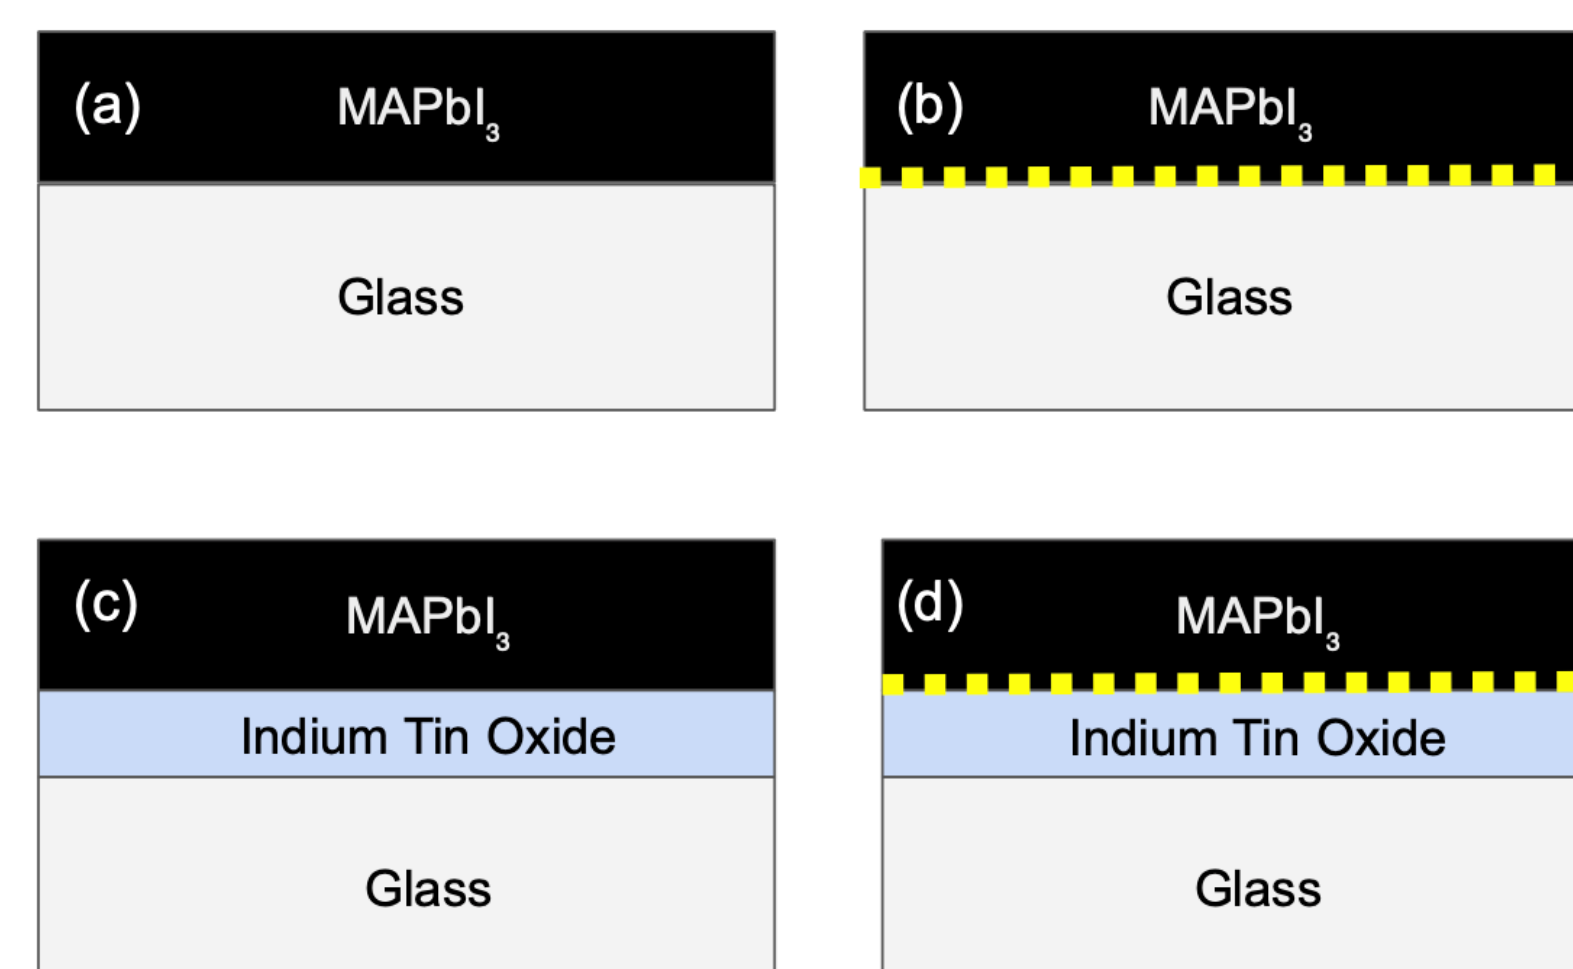 (a) MAPbI₃
(b) MAPbI₃
Glass
Glass
(c) MAPbI₃
(d) MAPbI₃
Indium Tin Oxide
Indium Tin Oxide
Glass
Glass